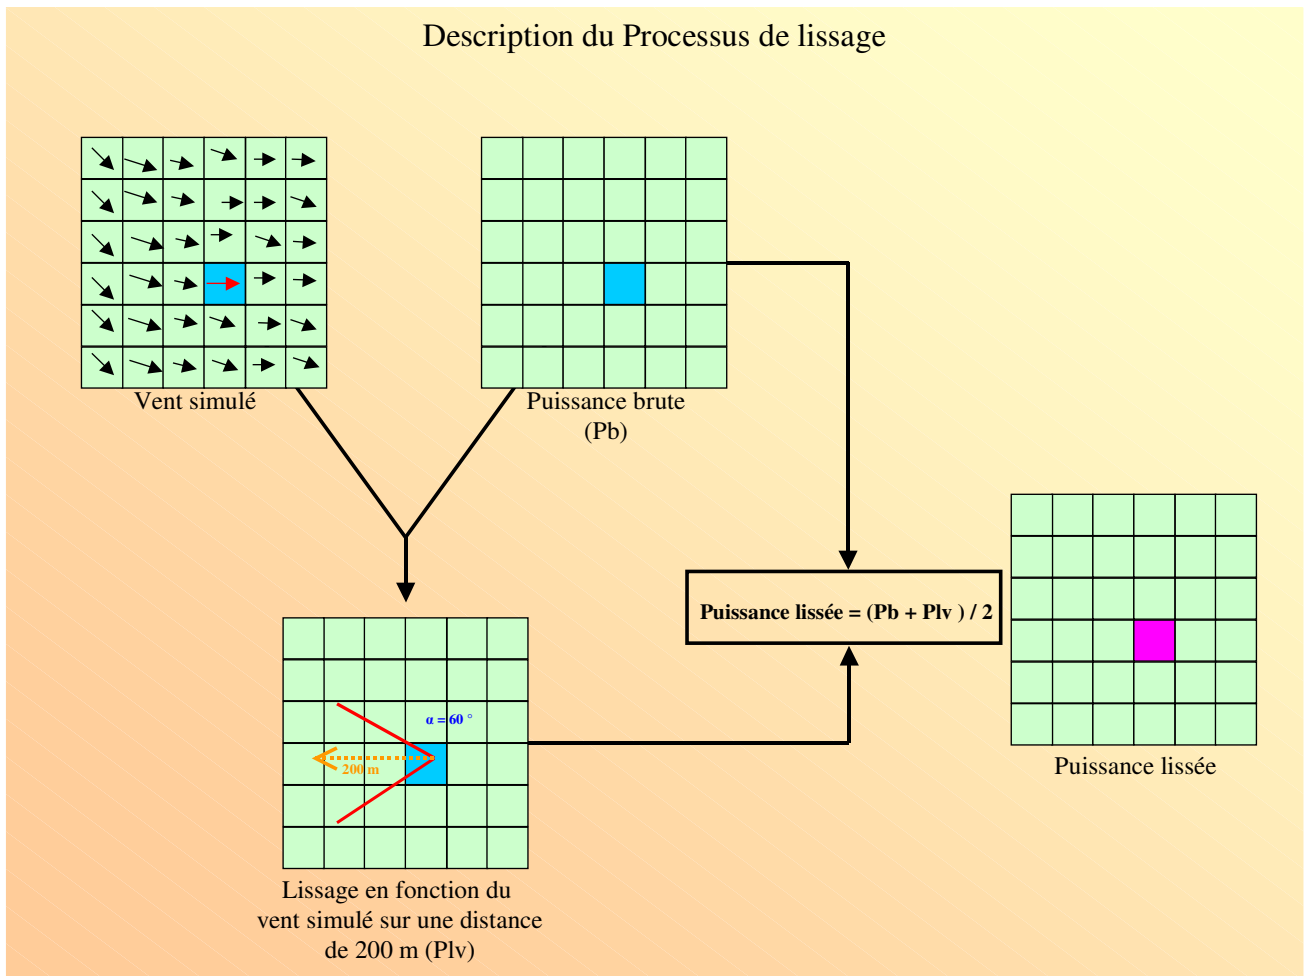 Description du Processus de lissage
Vent simulé
Puissance brute
(Pb)
Puissance lissée = (Pb + Plv ) / 2
α = 60 °
200 m
Puissance lissée
Lissage en fonction du
vent simulé sur une distance
de 200 m (Plv)